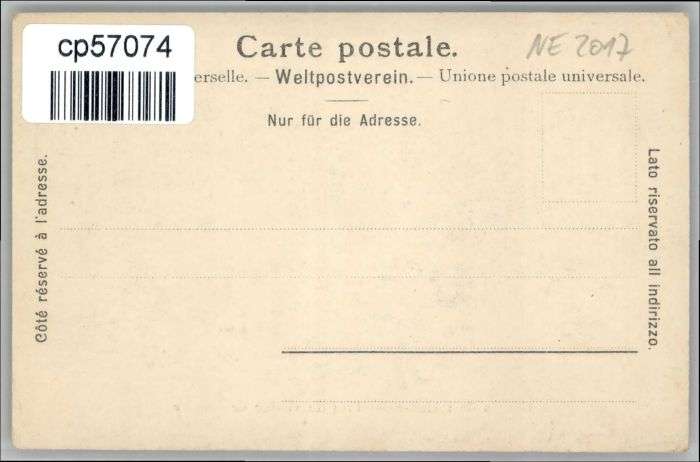 cp57074
Carte postale.
NE 2017
erselle. — Weltpostverein. — Unione postale universale.
Nur für die Adresse.
Côté réservé à l'adresse.
Lato riservato all indirizzo.